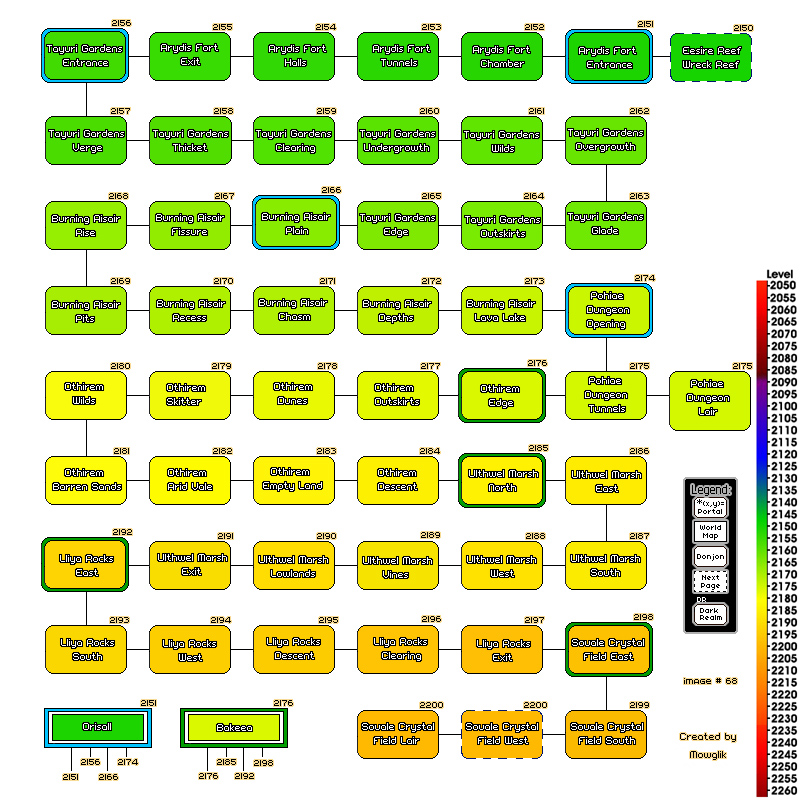 2156 2155 2154 2153 2152 2151 2150
Tayuri Gardens Arydis Fort Arydis Fort Arydis Fort Arydis Fort Arydis Fort Eesire Reef
Entrance Exit Halls Tunnels Chamber Entrance Wreck Reef
2157 2158 2159 2160 2161 2162
Tayuri Gardens Tayuri Gardens Tayuri Gardens Tayuri Gardens Tayuri Gardens Tayuri Gardens
Verge Thicket Clearing Undergrowth Wilds Overgrowth
2168 2167 2166 2165 2164 2163
Burning Aisair Burning Aisair Burning Aisair Tayuri Gardens Tayuri Gardens Tayuri Gardens
Rise Fissure Plain Edge Outskirts Glade
2169 2170 2171 2172 2173 2174
Burning Aisair Burning Aisair Burning Aisair Burning Aisair Burning Aisair Pohiae
Dungeon
Pits Recess Chasm Depths Lava Lake Opening
2180 2179 2178 2177 2176 2175 2175
Othirem Othirem Othirem Othirem Othirem Pohiae Pohiae
Dungeon Dungeon
Wilds Skitter Dunes Outskirts Edge Tunnels Lair
2181 2182 2183 2184 2185 2186
Othirem Othirem Othirem Othirem Ulthwel Marsh Ulthwel Marsh
Barren Sands Arid Vale Empty Land Descent North East
2192 2191 2190 2189 2188 2187
Lliya Rocks Ulthwel Marsh Ulthwel Marsh Ulthwel Marsh Ulthwel Marsh Ulthwel Marsh
East Exit Lowlands Vines West South
2193 2194 2195 2196 2197 2198
Lliya Rocks Lliya Rocks Lliya Rocks Lliya Rocks Lliya Rocks Sovale Crystal
South West Descent Clearing Exit Field East
2200 2200 2199
Sovale Crystal Sovale Crystal Sovale Crystal
Field Lair Field West Field South
2151
Orisall
2156 2174
2151 2166
2176
Bakeea
2185 2198
2176 2192
Legend:
*(x,y)=
Portal
World
Map
Donjon
Next
Page
DR
Dark
Realm
image # 68
Created by
Mowglik
Level
2050
2055
2060
2065
2070
2075
2080
2085
2090
2095
2100
2105
2110
2115
2120
2125
2130
2135
2140
2145
2150
2155
2160
2165
2170
2175
2180
2185
2190
2195
2200
2205
2210
2215
2220
2225
2230
2235
2240
2245
2250
2255
2260